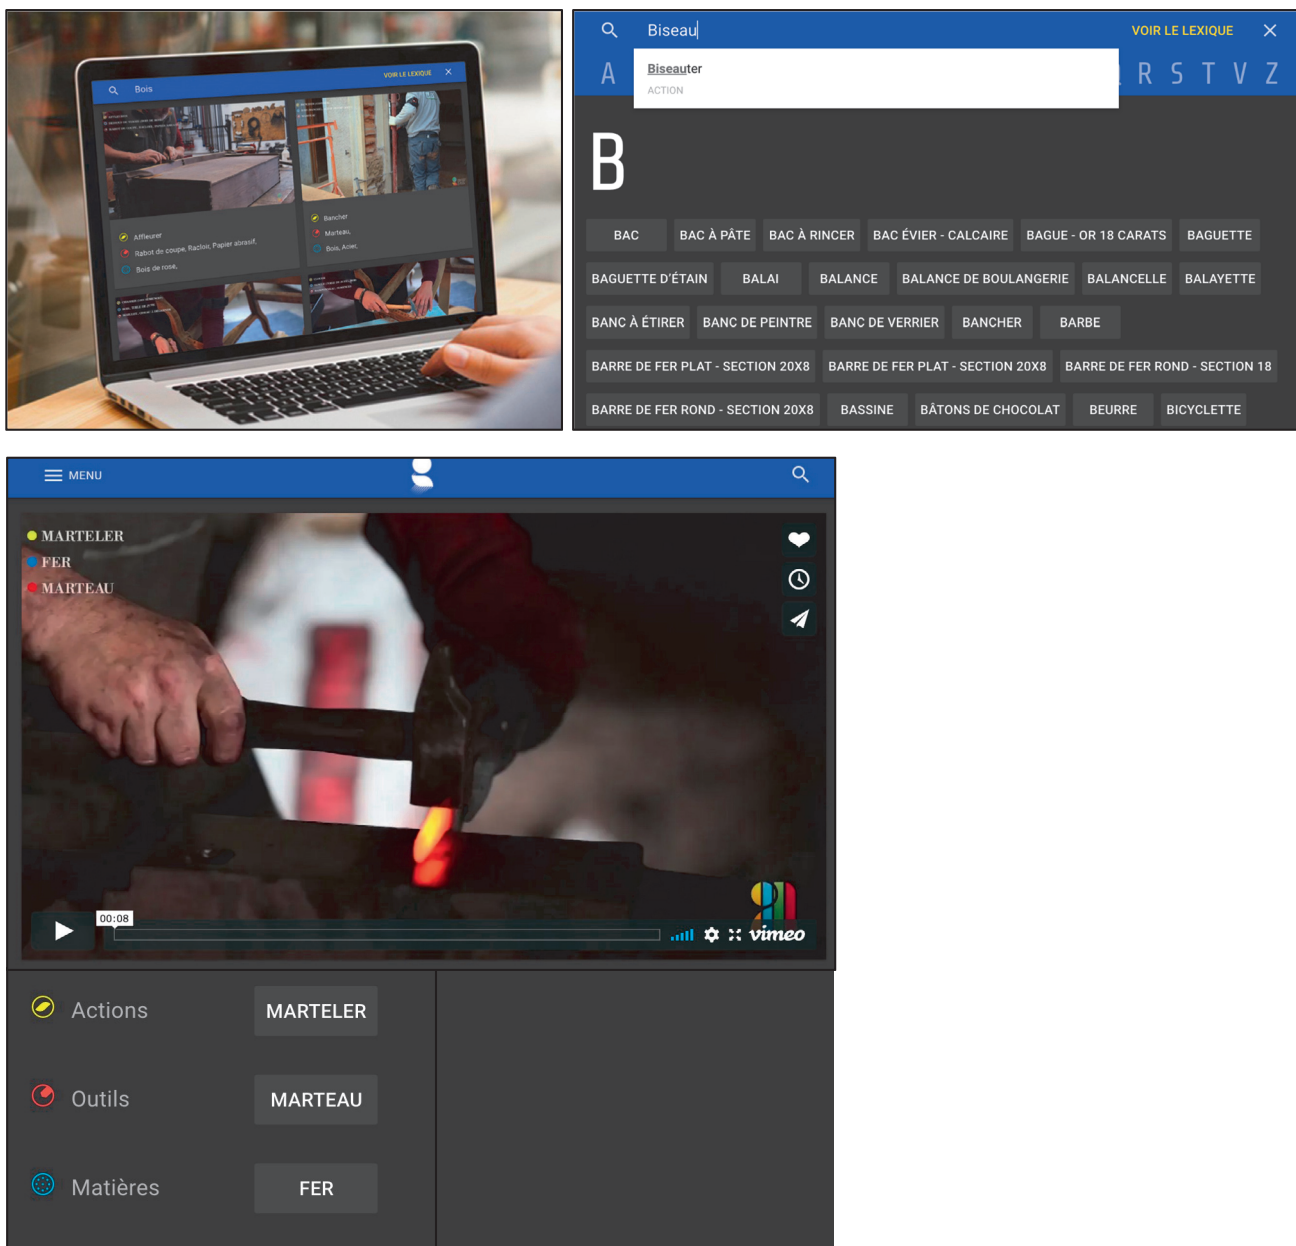 Bois
VOIR LE LEXIQUE
Affleurer
Rabot de coupe, Racloir, Papier abrasif,
Bois de rose,
Bancher
Marteau,
Bois, Acier,
Biseau
VOIR LE LEXIQUE
A R S T V Z
Biseauter
ACTION
B
BAC BAC À PÂTE BAC À RINCER BAC ÉVIER - CALCAIRE BAGUE - OR 18 CARATS BAGUETTE
BAGUETTE D'ÉTAIN BALAI BALANCE BALANCE DE BOULANGERIE BALANCELLE BALAYETTE
BANC À ÉTIRER BANC DE PEINTRE BANC DE VERRIER BANCHER BARBE
BARRE DE FER PLAT - SECTION 20X8 BARRE DE FER PLAT - SECTION 20X8 BARRE DE FER ROND - SECTION 18
BARRE DE FER ROND - SECTION 20X8 BASSINE BÂTONS DE CHOCOLAT BEURRE BICYCLETTE
MENU
MARTELER
FER
MARTEAU
00:08
vimeo
Actions MARTELER
Outils MARTEAU
Matières FER